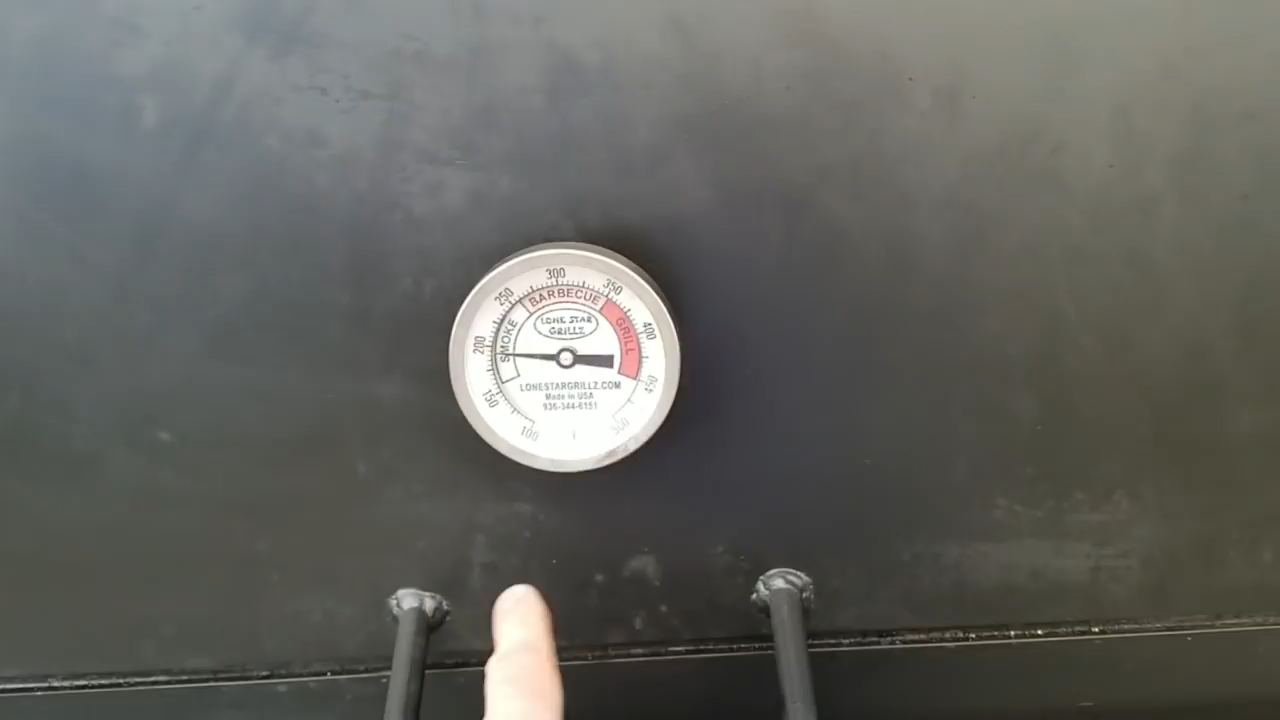 300
250
350
BARBECUE
LONE STAR
GRILLZ
SMOKE
GRILL
200
400
LONESTARGRILLZ.COM
Made in USA
936-344-6151
150
450
100
500